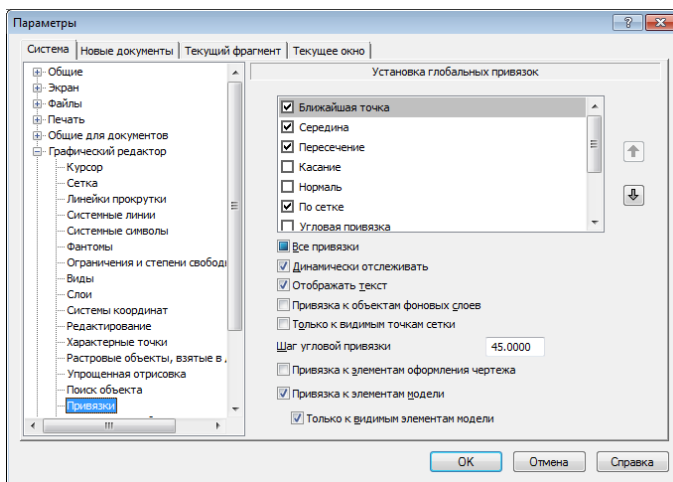 Параметры
Система
Новые документы
Текущий фрагмент
Текущее окно
Общие
Экран
Файлы
Печать
Общие для документов
Графический редактор
Курсор
Сетка
Линейки прокрутки
Системные линии
Системные символы
Фантомы
Ограничения и степени свободы
Виды
Слои
Системы координат
Редактирование
Характерные точки
Растровые объекты, взятые в
Упрощенная отрисовка
Поиск объекта
Привязки
Установка глобальных привязок
Ближайшая точка
Середина
Пересечение
Касание
Нормаль
По сетке
Угловая привязка
Все привязки
Динамически отслеживать
Отображать текст
Привязка к объектам фоновых слоев
Только к видимым точкам сетки
Шаг угловой привязки 45.0000
Привязка к элементам оформления чертежа
Привязка к элементам модели
Только к видимым элементам модели
OK
Отмена
Справка